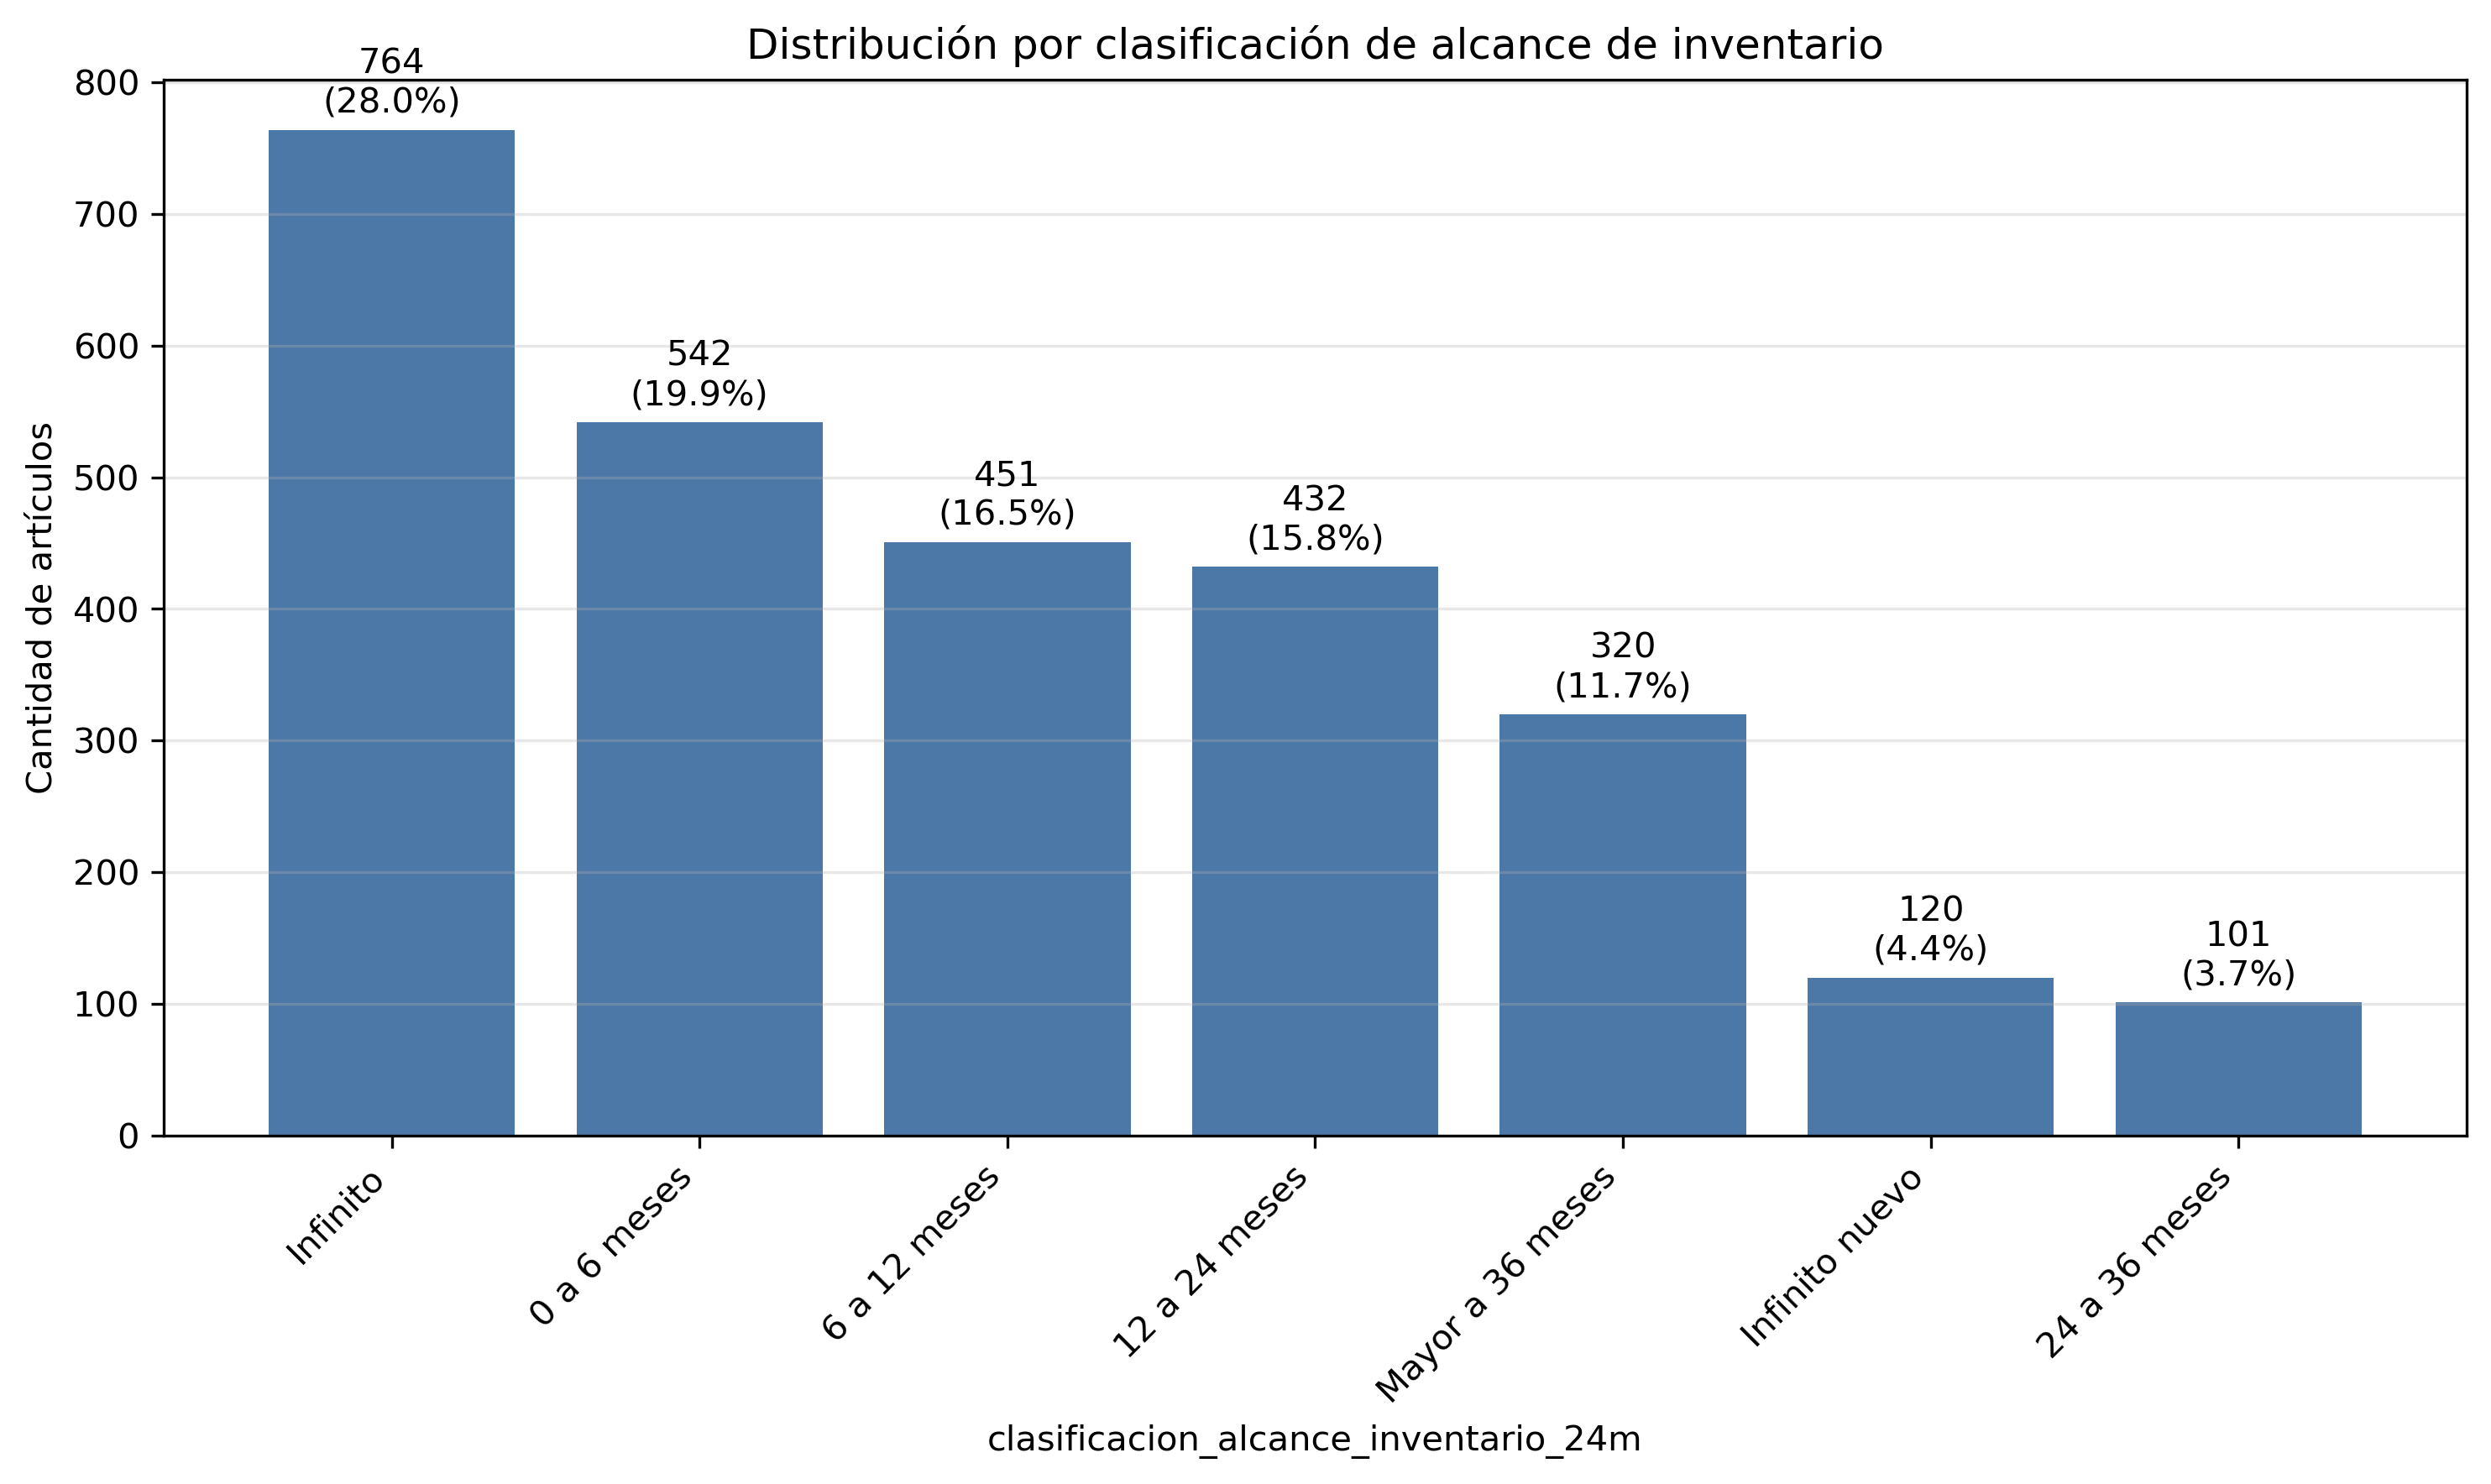 Distribución por clasificación de alcance de inventario
Cantidad de artículos
800
700
600
500
400
300
200
100
0
764
(28.0%)
542
(19.9%)
451
(16.5%)
432
(15.8%)
320
(11.7%)
120
(4.4%)
101
(3.7%)
Infinito
0 a 6 meses
6 a 12 meses
12 a 24 meses
Mayor a 36 meses
Infinito nuevo
24 a 36 meses
clasificacion_alcance_inventario_24m